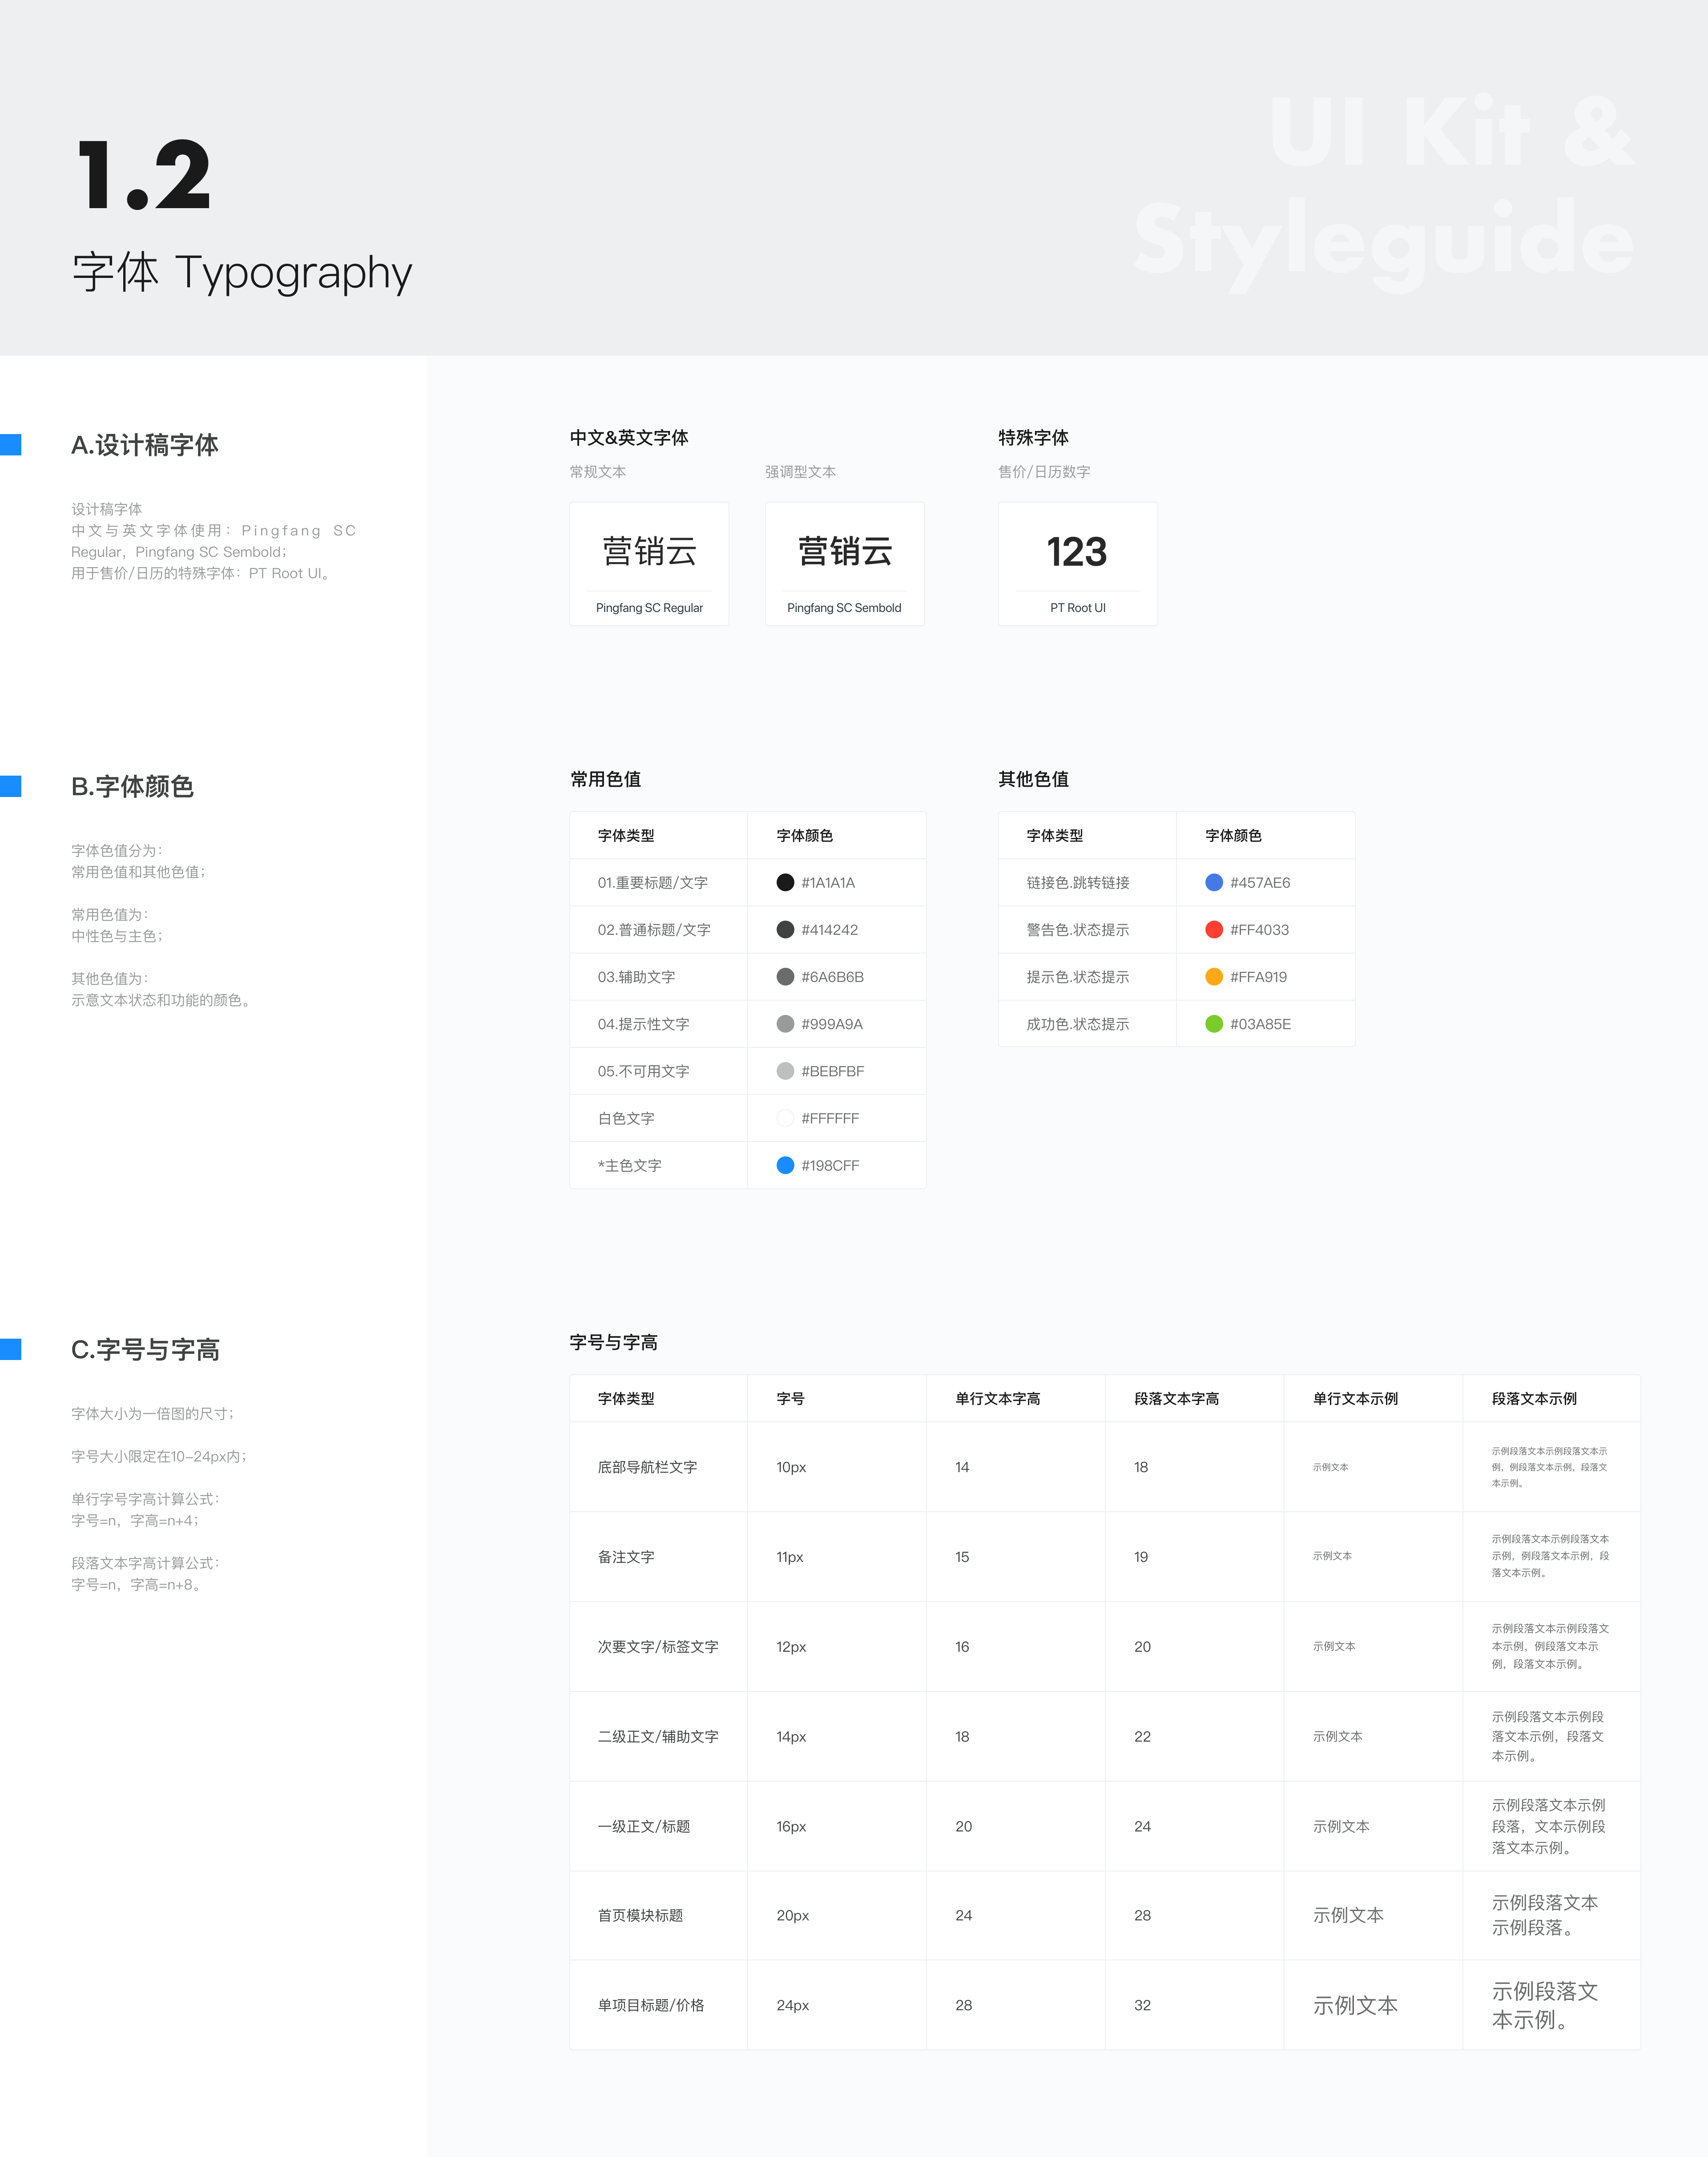 UI Kit &
Styleguide
1.2
字体 Typography
A.设计稿字体
设计稿字体
中文与英文字体使用：Pingfang SC
Regular，Pingfang SC Sembold；
用于售价/日历的特殊字体：PT Root UI。
中文&英文字体
常规文本
强调型文本
营销云
Pingfang SC Regular
营销云
Pingfang SC Sembold
特殊字体
售价/日历数字
123
PT Root UI
B.字体颜色
字体色值分为：
常用色值和其他色值；
常用色值为：
中性色与主色；
其他色值为：
示意文本状态和功能的颜色。
常用色值
字体类型 字体颜色
01.重要标题/文字 #1A1A1A
02.普通标题/文字 #414242
03.辅助文字 #6A6B6B
04.提示性文字 #999A9A
05.不可用文字 #BEBFBF
白色文字 #FFFFFF
*主色文字 #198CFF
其他色值
字体类型 字体颜色
链接色.跳转链接 #457AE6
警告色.状态提示 #FF4033
提示色.状态提示 #FFA919
成功色.状态提示 #03A85E
C.字号与字高
字体大小为一倍图的尺寸；
字号大小限定在10-24px内；
单行字号字高计算公式：
字号=n，字高=n+4；
段落文本字高计算公式：
字号=n，字高=n+8。
字号与字高
字体类型 字号 单行文本字高 段落文本字高 单行文本示例 段落文本示例
底部导航栏文字 10px 14 18 示例文本
示例段落文本示例段落文本示
例，例段落文本示例，段落文
本示例。
备注文字 11px 15 19 示例文本
示例段落文本示例段落文本
示例，例段落文本示例，段
落文本示例。
次要文字/标签文字 12px 16 20 示例文本
示例段落文本示例段落文
本示例，例段落文本示
例，段落文本示例。
二级正文/辅助文字 14px 18 22 示例文本
示例段落文本示例段
落文本示例，段落文
本示例。
一级正文/标题 16px 20 24 示例文本
示例段落文本示例
段落，文本示例段
落文本示例。
首页模块标题 20px 24 28 示例文本
示例段落文本
示例段落。
单项目标题/价格 24px 28 32 示例文本
示例段落文
本示例。